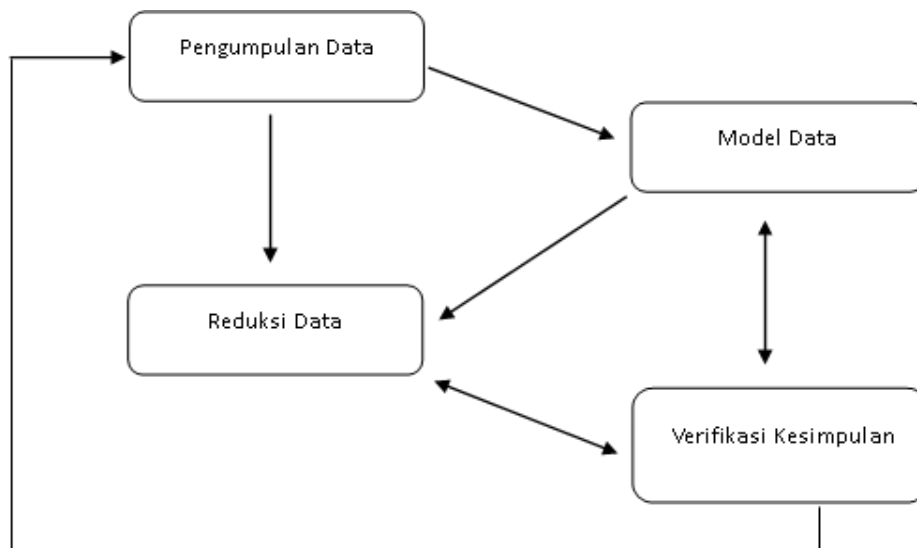 Pengumpulan Data
Model Data
Reduksi Data
Verifikasi Kesimpulan